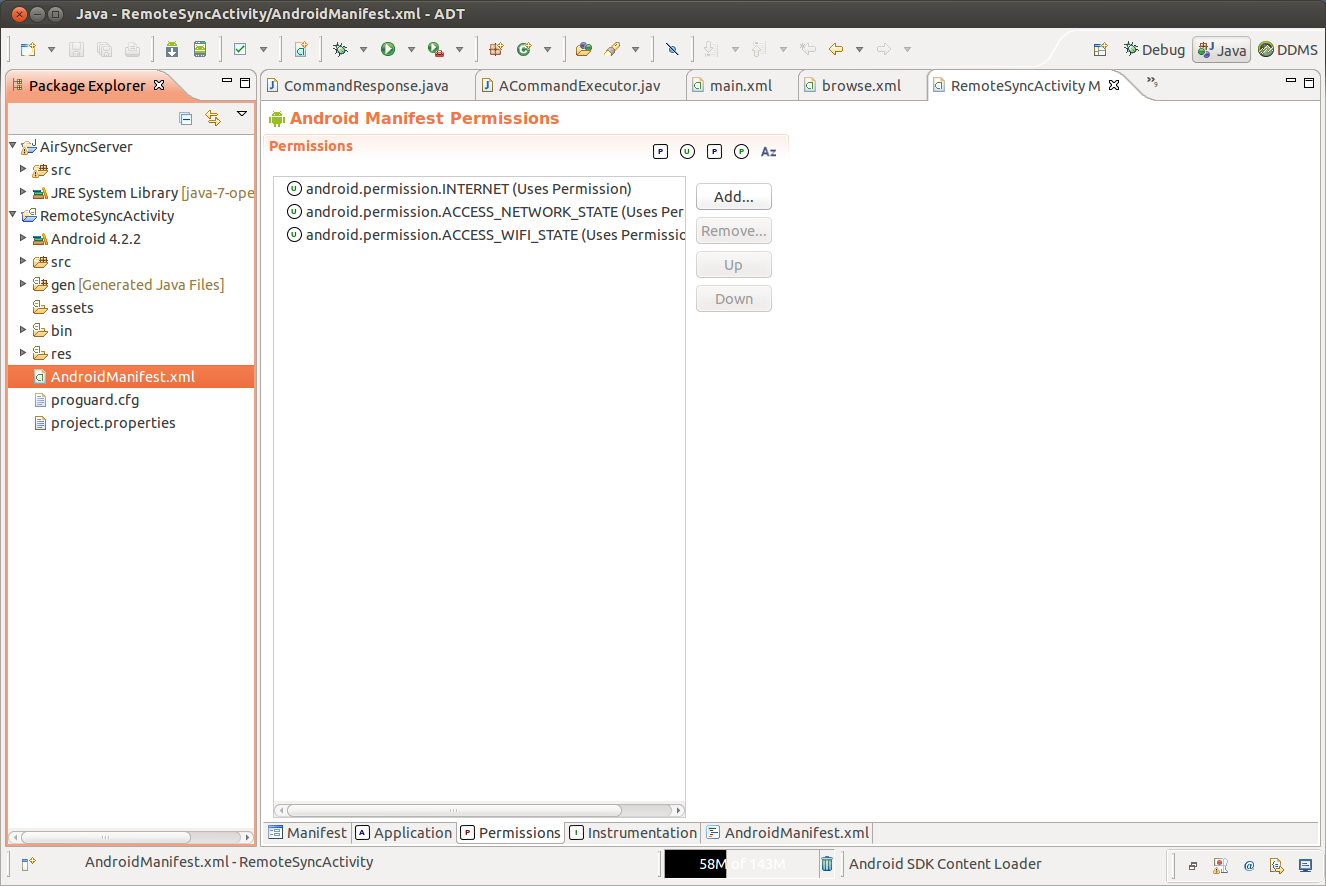 Java - RemoteSyncActivity/AndroidManifest.xml - ADT
Debug Java DDMS
Package Explorer
CommandResponse.java ACommandExecutor.jav main.xml browse.xml RemoteSyncActivity M »9
Android Manifest Permissions
Permissions
P U P P Az
AirSyncServer
src
JRE System Library [java-7-ope
RemoteSyncActivity
Android 4.2.2
src
gen [Generated Java Files]
assets
bin
res
AndroidManifest.xml
proguard.cfg
project.properties
U android.permission.INTERNET (Uses Permission)
U android.permission.ACCESS_NETWORK_STATE (Uses Per
U android.permission.ACCESS_WIFI_STATE (Uses Permissio
Add...
Remove...
Up
Down
Manifest A Application P Permissions I Instrumentation AndroidManifest.xml
AndroidManifest.xml - RemoteSyncActivity
58M of 143M
Android SDK Content Loader